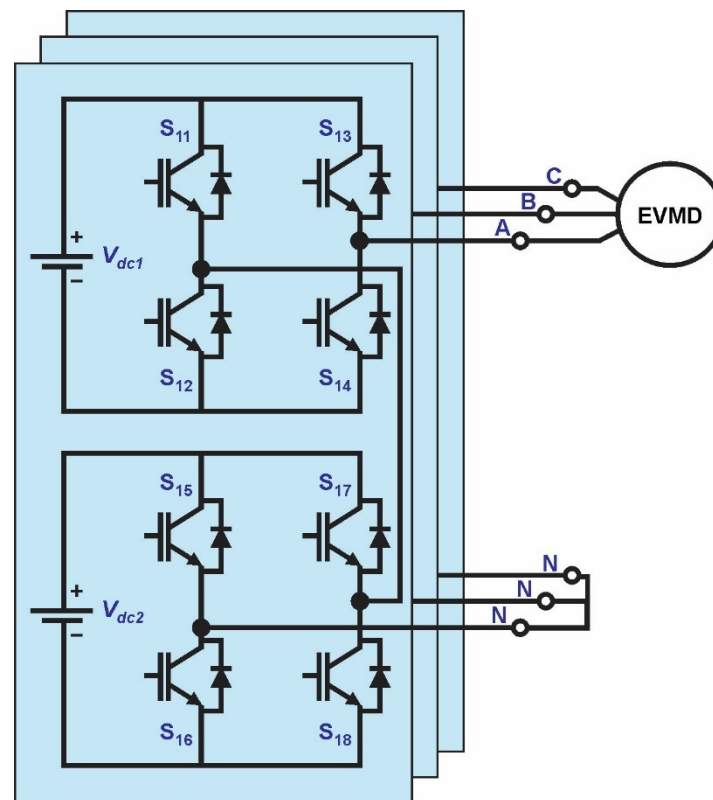 S11 S13
C
B
EVMD
A
+
Vdc1
−
S12 S14
S15 S17
N
+
N
Vdc2
N
−
S16 S18